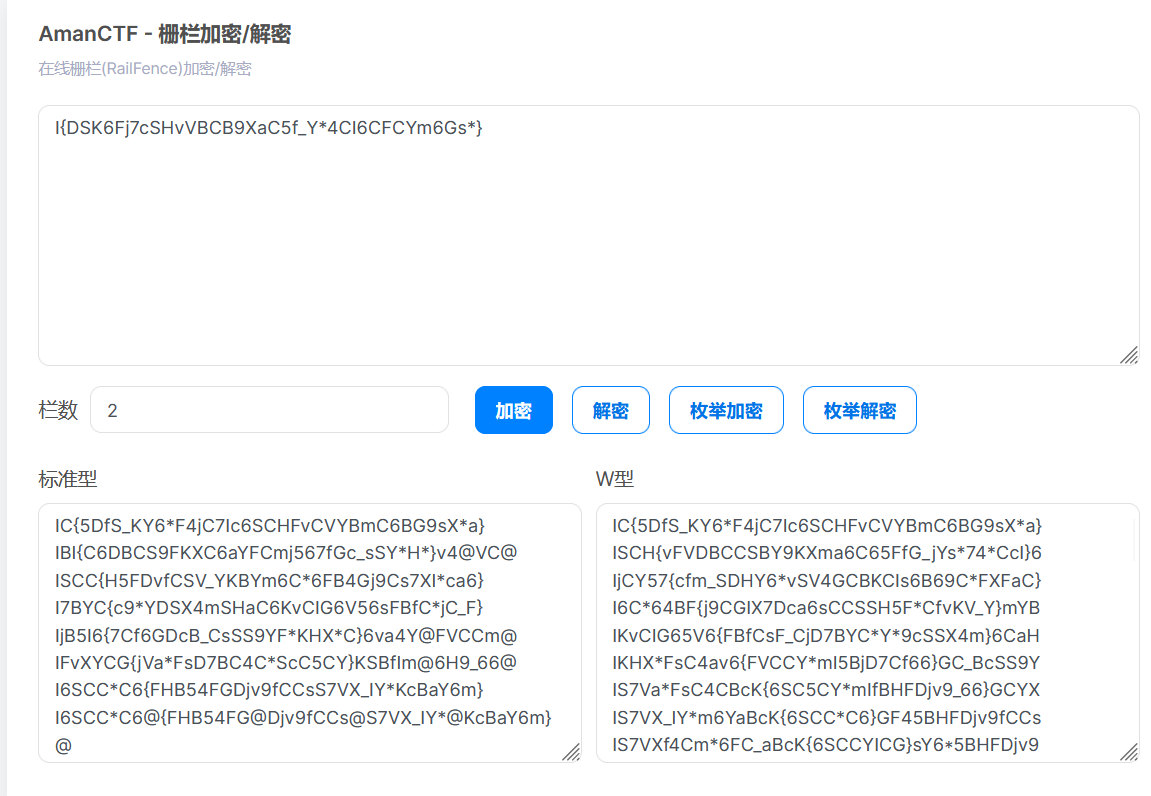 AmanCTF - 栅栏加密/解密
在线栅栏(RailFence)加密/解密
I{DSK6Fj7cSHvVBCB9XaC5f_Y*4CI6CFCYm6Gs*}
栏数 2 加密 解密 枚举加密 枚举解密
标准型
IC{5DfS_KY6*F4jC7Ic6SCHFvCVYBmC6BG9sX*a}
IBI{C6DBCS9FKXC6aYFCmj567fGc_sSY*H*}v4@VC@
ISCC{H5FDvfCSV_YKBYm6C*6FB4Gj9Cs7XI*ca6}
I7BYC{c9*YDSX4mSHaC6KvCIG6V56sFBfC*jC_F}
IjB5I6{7Cf6GDcB_CsSS9YF*KHX*C}6va4Y@FVCCm@
IFvXYCG{jVa*FsD7BC4C*ScC5CY}KSBfIm@6H9_66@
I6SCC*C6{FHB54FGDjv9fCCsS7VX_IY*KcBaY6m}
I6SCC*C6@{FHB54FG@Djv9fCCs@S7VX_IY*@KcBaY6m}
@
W型
IC{5DfS_KY6*F4jC7Ic6SCHFvCVYBmC6BG9sX*a}
ISCH{vFVDBCCSBY9KXma6C65FfG_jYs*74*CcI}6
IjCY57{cfm_SDHY6*vSV4GCBKCIs6B69C*FXFaC}
I6C*64BF{j9CGIX7Dca6sCCSSH5F*CfvKV_Y}mYB
IKvCIG65V6{FBfCsF_CjD7BYC*Y*9cSSX4m}6CaH
IKHX*FsC4av6{FVCCY*mI5BjD7Cf66}GC_BcSS9Y
IS7Va*FsC4CBcK{6SC5CY*mIfBHFDjv9_66}GCYX
IS7VX_IY*m6YaBcK{6SCC*C6}GF45BHFDjv9fCCs
IS7VXf4Cm*6FC_aBcK{6SCCYICG}sY6*5BHFDjv9